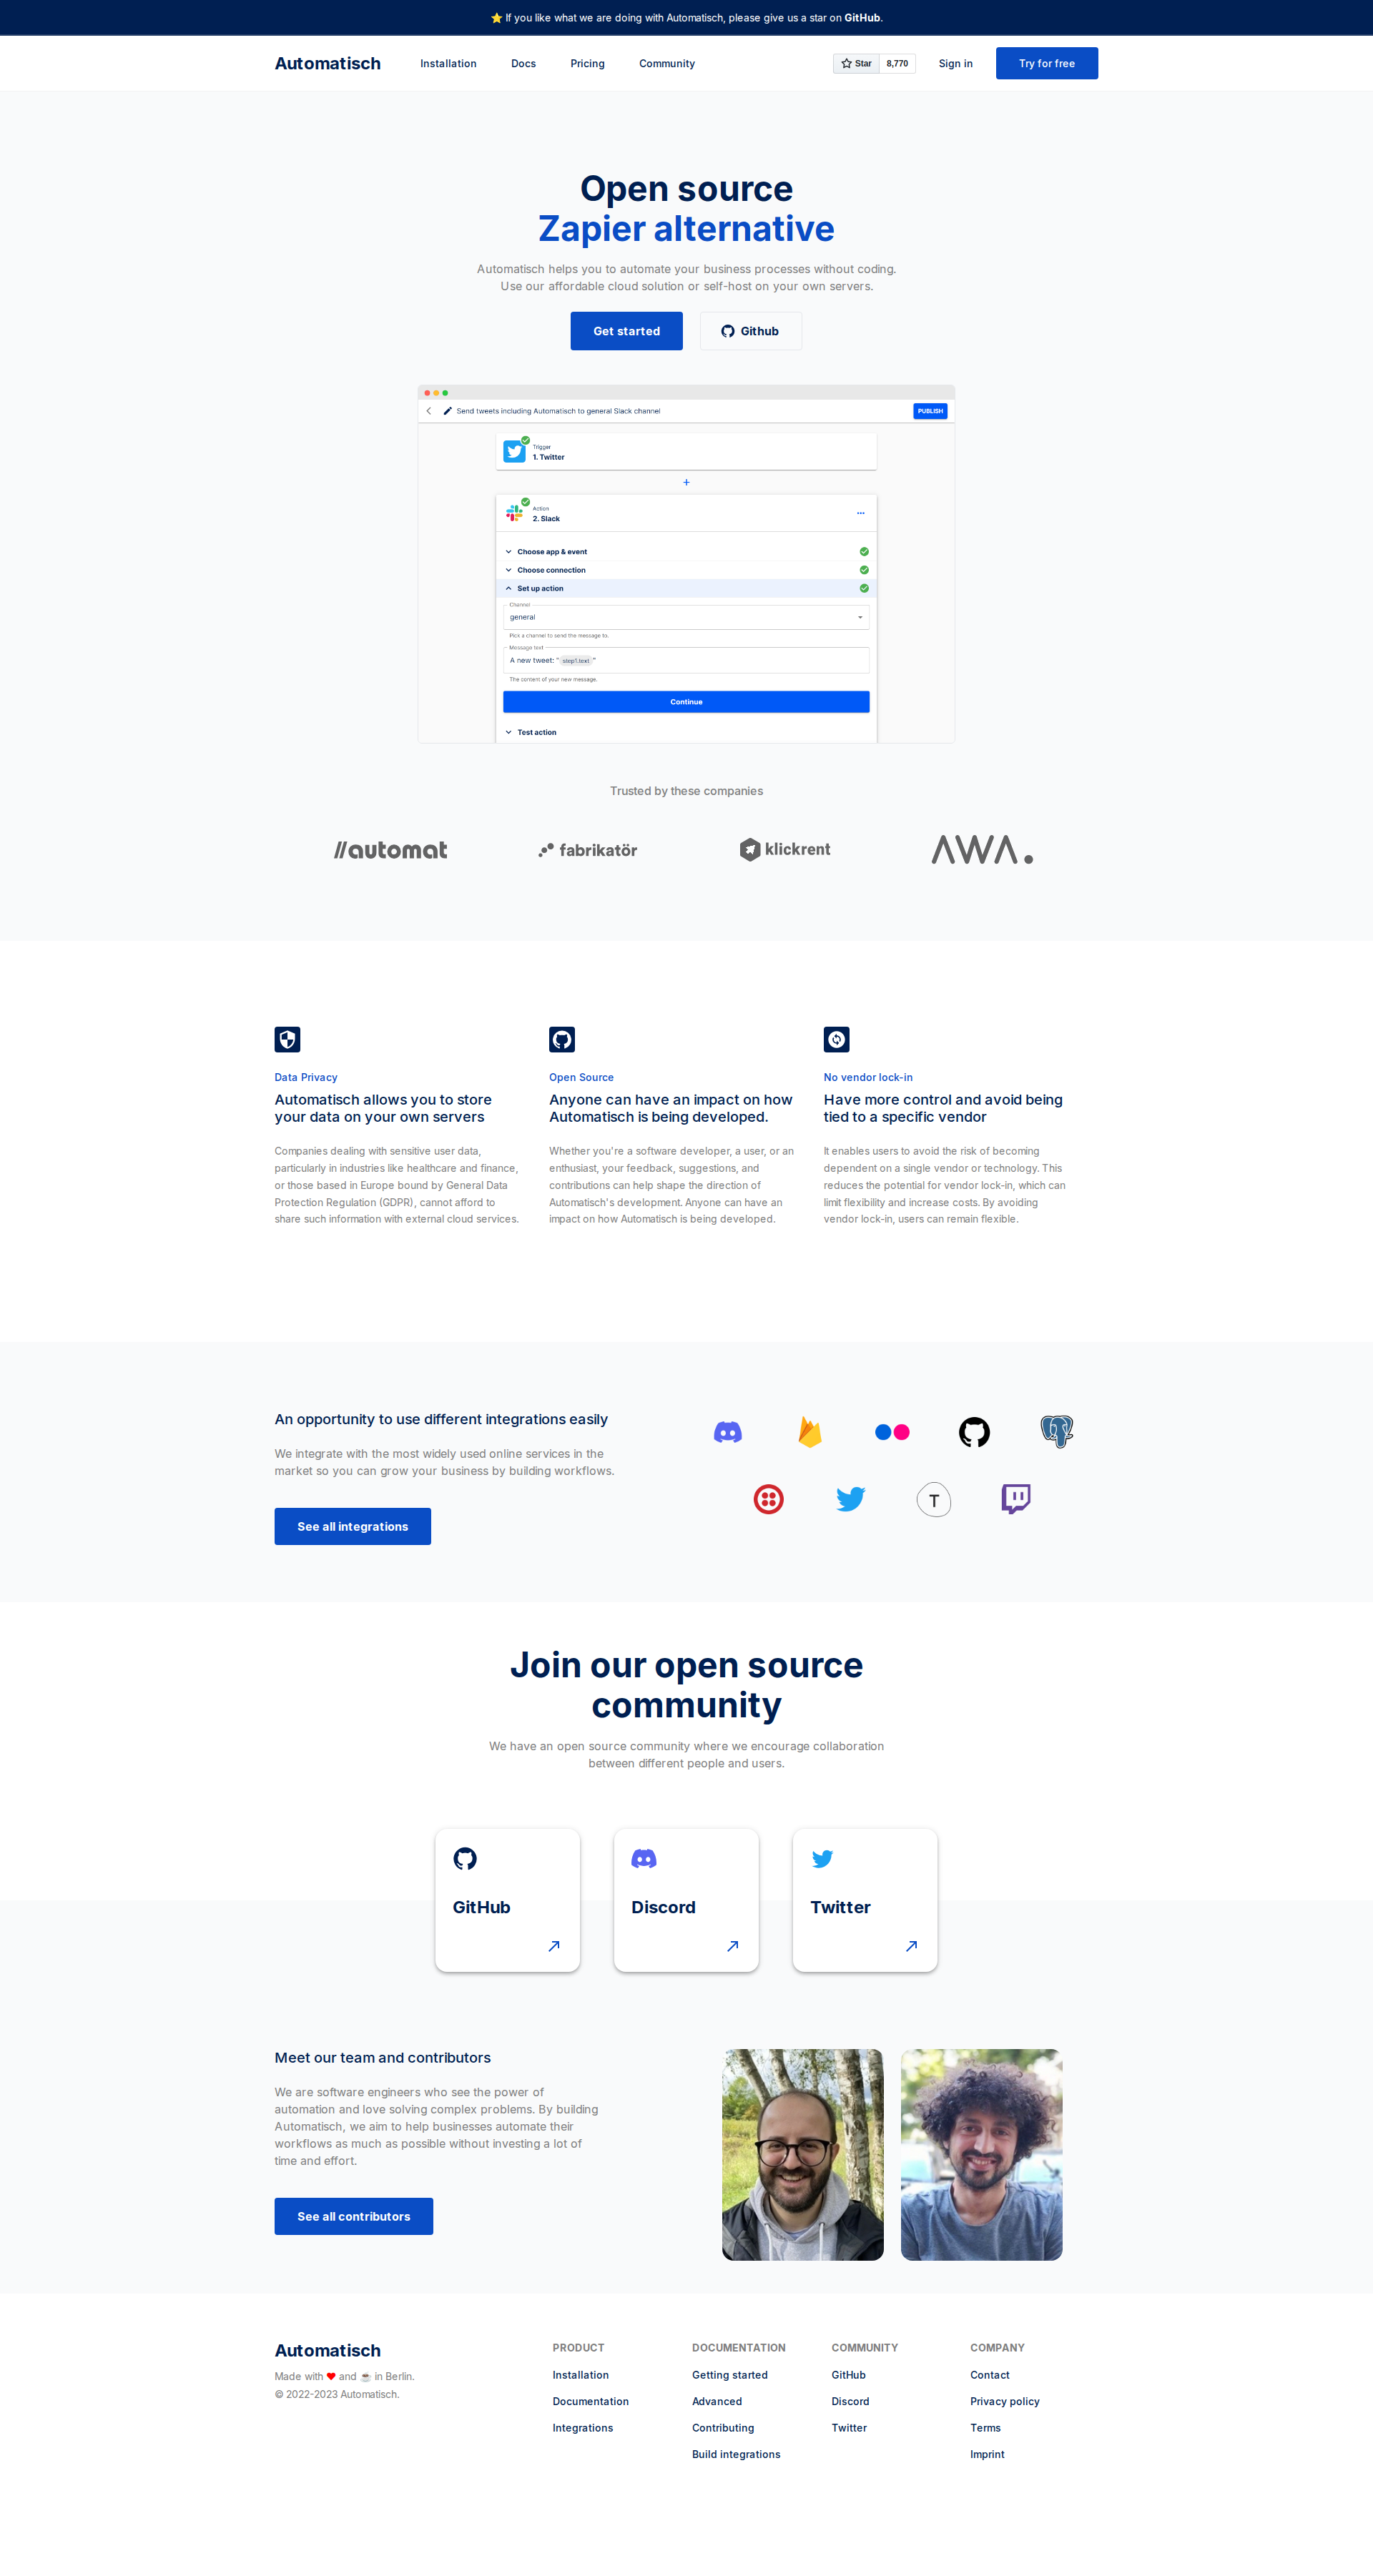 ⭐ If you like what we are doing with Automatisch, please give us a star on GitHub.
Automatisch
Installation
Docs
Pricing
Community
Star
8,770
Sign in
Try for free
Open source
Zapier alternative
Automatisch helps you to automate your business processes without coding.
Use our affordable cloud solution or self-host on your own servers.
Get started
Github
Send tweets including Automatisch to general Slack channel
PUBLISH
Trigger
1. Twitter
+
Action
2. Slack
Choose app & event
Choose connection
Set up action
Channel
general
Pick a channel to send the message to.
Message text
A new tweet: "step1.text"
The content of your new message.
Continue
Test action
Trusted by these companies
//automat
fabrikatör
klickrent
AWA.
Data Privacy
Automatisch allows you to store
your data on your own servers
Companies dealing with sensitive user data,
particularly in industries like healthcare and finance,
or those based in Europe bound by General Data
Protection Regulation (GDPR), cannot afford to
share such information with external cloud services.
Open Source
Anyone can have an impact on how
Automatisch is being developed.
Whether you're a software developer, a user, or an
enthusiast, your feedback, suggestions, and
contributions can help shape the direction of
Automatisch's development. Anyone can have an
impact on how Automatisch is being developed.
No vendor lock-in
Have more control and avoid being
tied to a specific vendor
It enables users to avoid the risk of becoming
dependent on a single vendor or technology. This
reduces the potential for vendor lock-in, which can
limit flexibility and increase costs. By avoiding
vendor lock-in, users can remain flexible.
An opportunity to use different integrations easily
We integrate with the most widely used online services in the
market so you can grow your business by building workflows.
See all integrations
T
Join our open source
community
We have an open source community where we encourage collaboration
between different people and users.
GitHub
Discord
Twitter
Meet our team and contributors
We are software engineers who see the power of
automation and love solving complex problems. By building
Automatisch, we aim to help businesses automate their
workflows as much as possible without investing a lot of
time and effort.
See all contributors
Automatisch
Made with ❤ and ☕ in Berlin.
© 2022-2023 Automatisch.
PRODUCT
Installation
Documentation
Integrations
DOCUMENTATION
Getting started
Advanced
Contributing
Build integrations
COMMUNITY
GitHub
Discord
Twitter
COMPANY
Contact
Privacy policy
Terms
Imprint